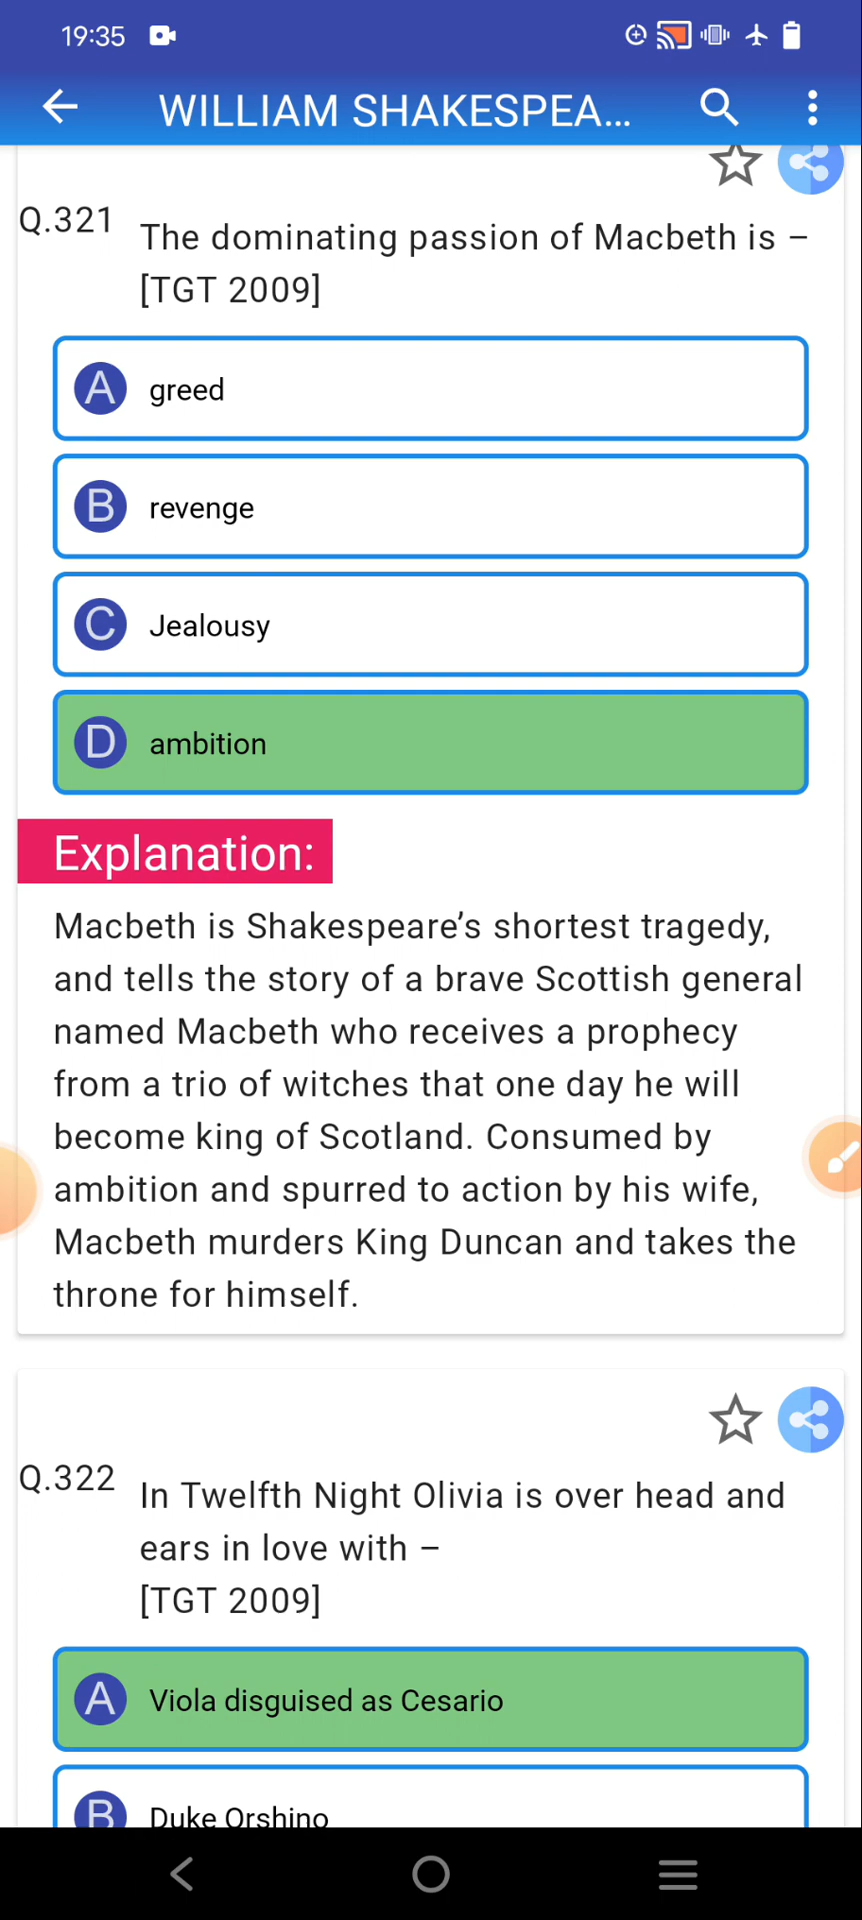 19:35
WILLIAM SHAKESPEA...
Q.321
The dominating passion of Macbeth is –
[TGT 2009]
A greed
B revenge
C Jealousy
D ambition
Explanation:
Macbeth is Shakespeare’s shortest tragedy,
and tells the story of a brave Scottish general
named Macbeth who receives a prophecy
from a trio of witches that one day he will
become king of Scotland. Consumed by
ambition and spurred to action by his wife,
Macbeth murders King Duncan and takes the
throne for himself.
Q.322
In Twelfth Night Olivia is over head and
ears in love with –
[TGT 2009]
A Viola disguised as Cesario
B Duke Orshino